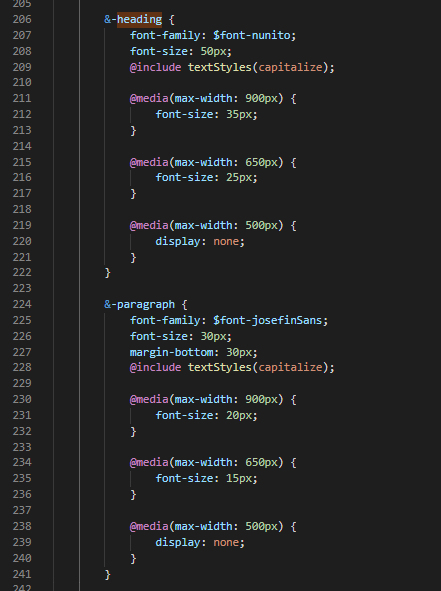 205
206 &-heading {
207 font-family: $font-nunito;
208 font-size: 50px;
209 @include textStyles(capitalize);
210
211 @media(max-width: 900px) {
212 font-size: 35px;
213 }
214
215 @media(max-width: 650px) {
216 font-size: 25px;
217 }
218
219 @media(max-width: 500px) {
220 display: none;
221 }
222 }
223
224 &-paragraph {
225 font-family: $font-josefinSans;
226 font-size: 30px;
227 margin-bottom: 30px;
228 @include textStyles(capitalize);
229
230 @media(max-width: 900px) {
231 font-size: 20px;
232 }
233
234 @media(max-width: 650px) {
235 font-size: 15px;
236 }
237
238 @media(max-width: 500px) {
239 display: none;
240 }
241 }
242